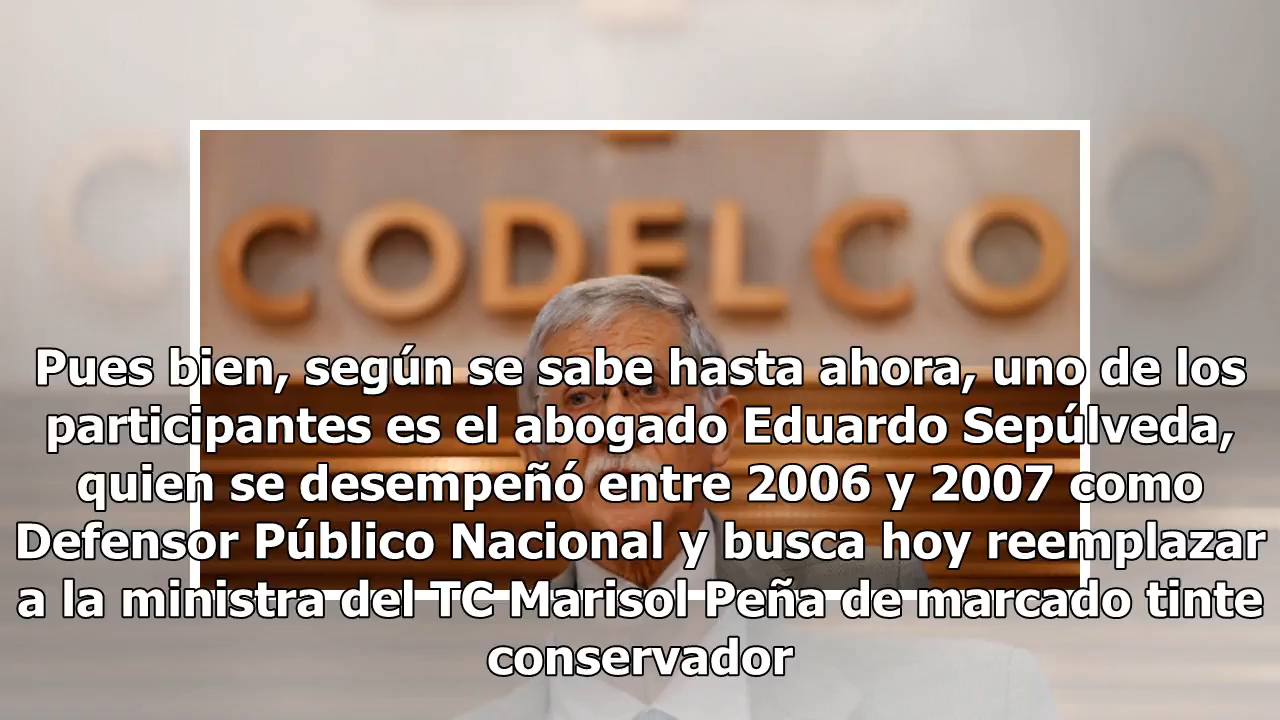 CODELCO
Pues bien, según se sabe hasta ahora, uno de los
participantes es el abogado Eduardo Sepúlveda,
quien se desempeñó entre 2006 y 2007 como
Defensor Público Nacional y busca hoy reemplazar
a la ministra del TC Marisol Peña de marcado tinte
conservador